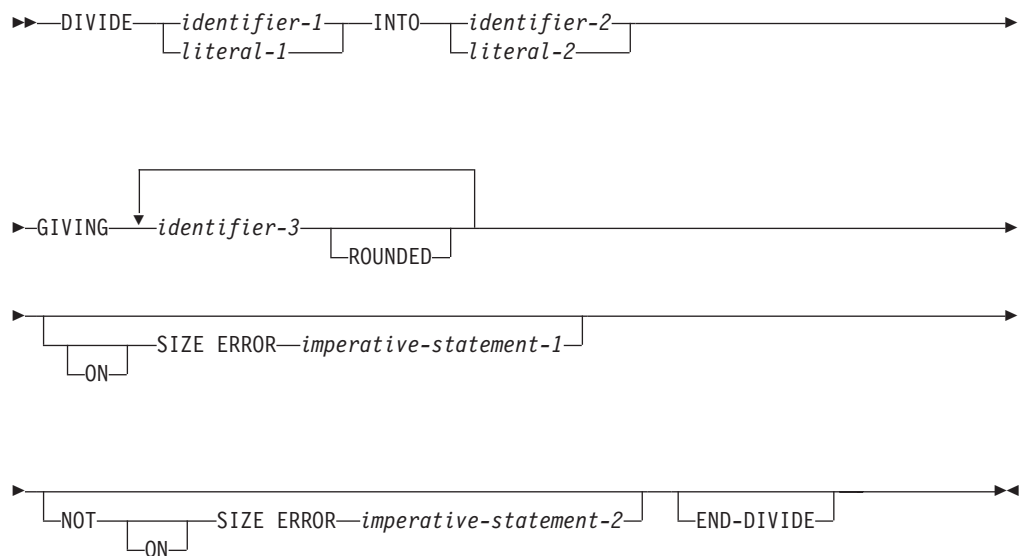 DIVIDE identifier-1 INTO identifier-2
literal-1 literal-2
GIVING identifier-3
ROUNDED
SIZE ERROR imperative-statement-1
ON
NOT SIZE ERROR imperative-statement-2 END-DIVIDE
ON